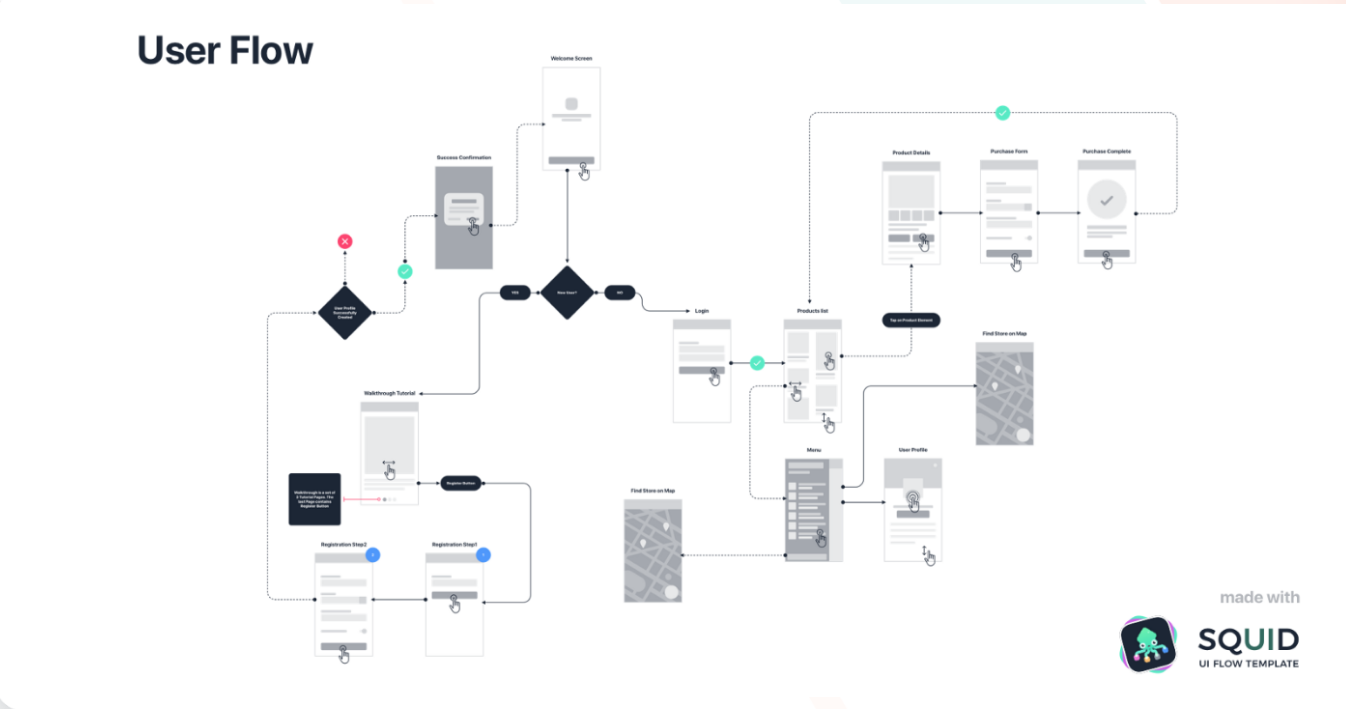 User Flow
Welcome Screen
Success Confirmation
Product Details
Purchase Form
Purchase Complete
User Profile
Successfully
Created
YES
New User?
NO
Login
Products list
Tap on Product Element
Find Store on Map
Walkthrough Tutorial
Menu
User Profile
Register Button
Walkthrough is a set of
3 Tutorial Pages. The
last Page contains
Register Button
Find Store on Map
Registration Step2
Registration Step1
made with
SQUID
UI FLOW TEMPLATE